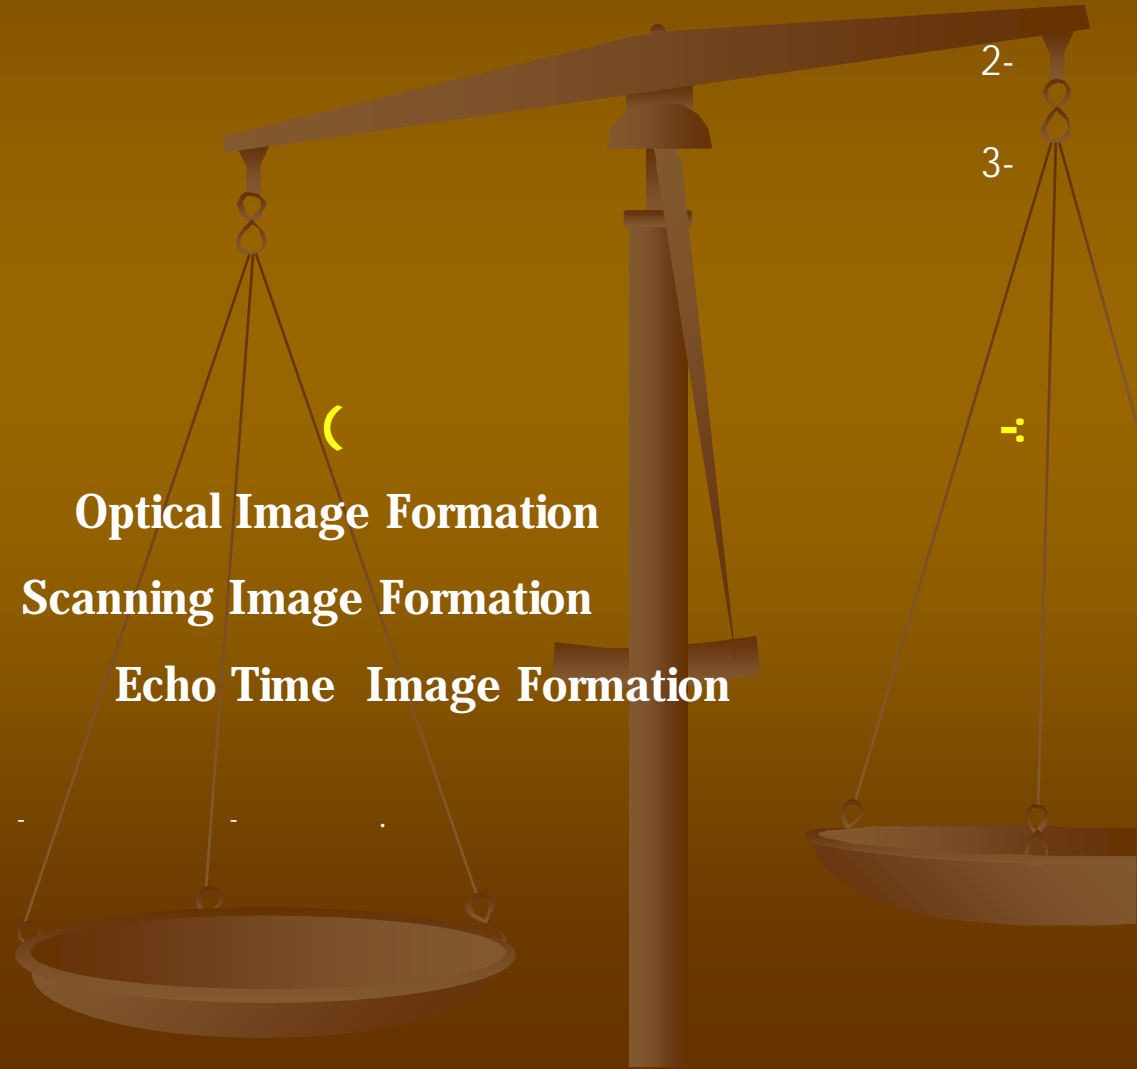 2-
3-
( -:
Optical Image Formation
Scanning Image Formation
Echo Time Image Formation
- - .